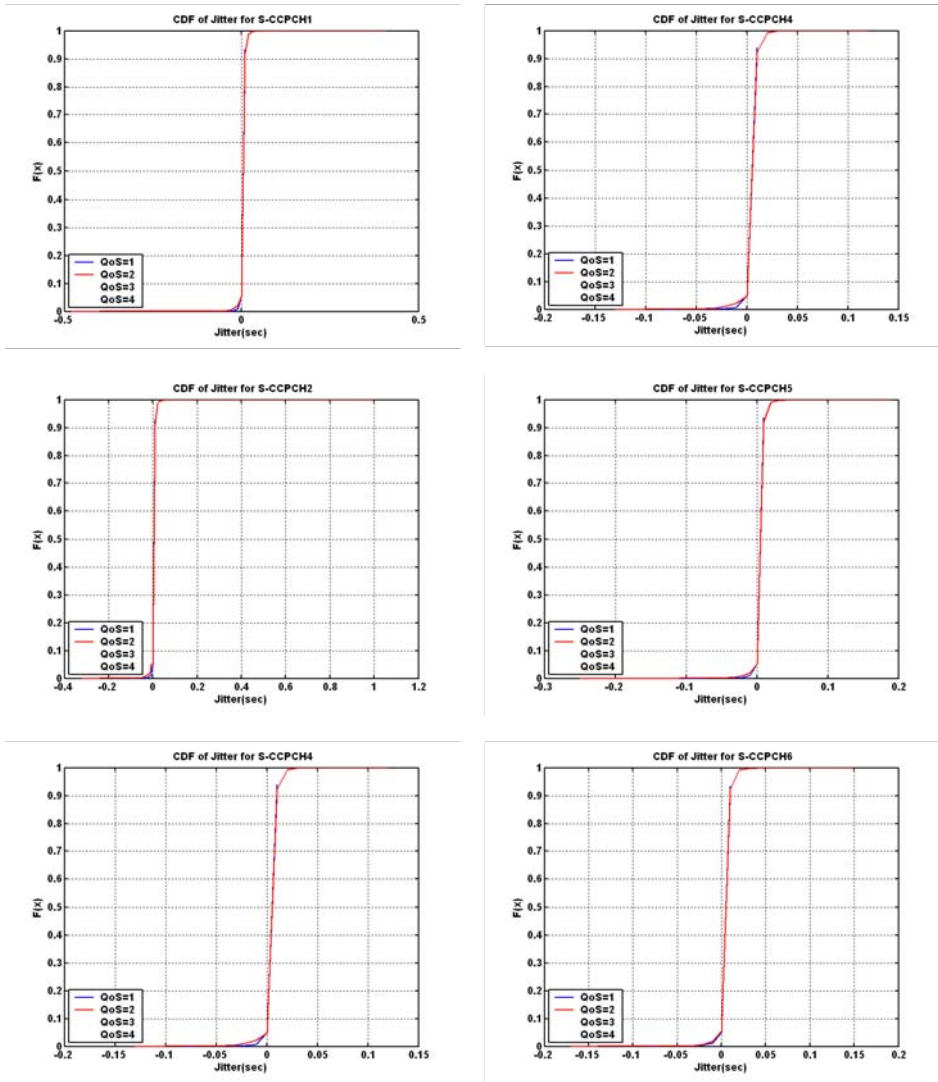 CDF of Jitter for S-CCPCH1
1
0.9
0.8
0.7
0.6
0.5
0.4
0.3
0.2
0.1
0
F(x)
QoS=1
QoS=2
QoS=3
QoS=4
-0.5 0 0.5
Jitter(sec)
CDF of Jitter for S-CCPCH4
1
0.9
0.8
0.7
0.6
0.5
0.4
0.3
0.2
0.1
0
F(x)
QoS=1
QoS=2
QoS=3
QoS=4
-0.2 -0.15 -0.1 -0.05 0 0.05 0.1 0.15
Jitter(sec)
CDF of Jitter for S-CCPCH2
1
0.9
0.8
0.7
0.6
0.5
0.4
0.3
0.2
0.1
0
F(x)
QoS=1
QoS=2
QoS=3
QoS=4
-0.4 -0.2 0 0.2 0.4 0.6 0.8 1 1.2
Jitter(sec)
CDF of Jitter for S-CCPCH5
1
0.9
0.8
0.7
0.6
0.5
0.4
0.3
0.2
0.1
0
F(x)
QoS=1
QoS=2
QoS=3
QoS=4
-0.3 -0.2 -0.1 0 0.1 0.2
Jitter(sec)
CDF of Jitter for S-CCPCH4
1
0.9
0.8
0.7
0.6
0.5
0.4
0.3
0.2
0.1
0
F(x)
QoS=1
QoS=2
QoS=3
QoS=4
-0.2 -0.15 -0.1 -0.05 0 0.05 0.1 0.15
Jitter(sec)
CDF of Jitter for S-CCPCH6
1
0.9
0.8
0.7
0.6
0.5
0.4
0.3
0.2
0.1
0
F(x)
QoS=1
QoS=2
QoS=3
QoS=4
-0.2 -0.15 -0.1 -0.05 0 0.05 0.1 0.15 0.2
Jitter(sec)